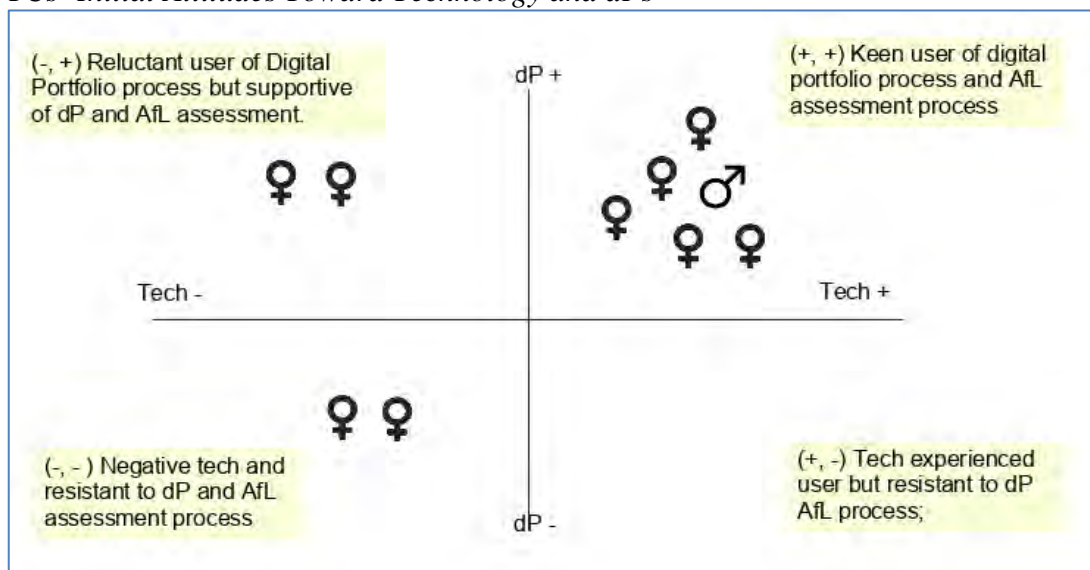 (-, +) Reluctant user of Digital
Portfolio process but supportive
of dP and AfL assessment.
dP +
(+, +) Keen user of digital
portfolio process and AfL
assessment process
Tech -
Tech +
(-, - ) Negative tech and
resistant to dP and AfL
assessment process
dP -
(+, -) Tech experienced
user but resistant to dP
AfL process;